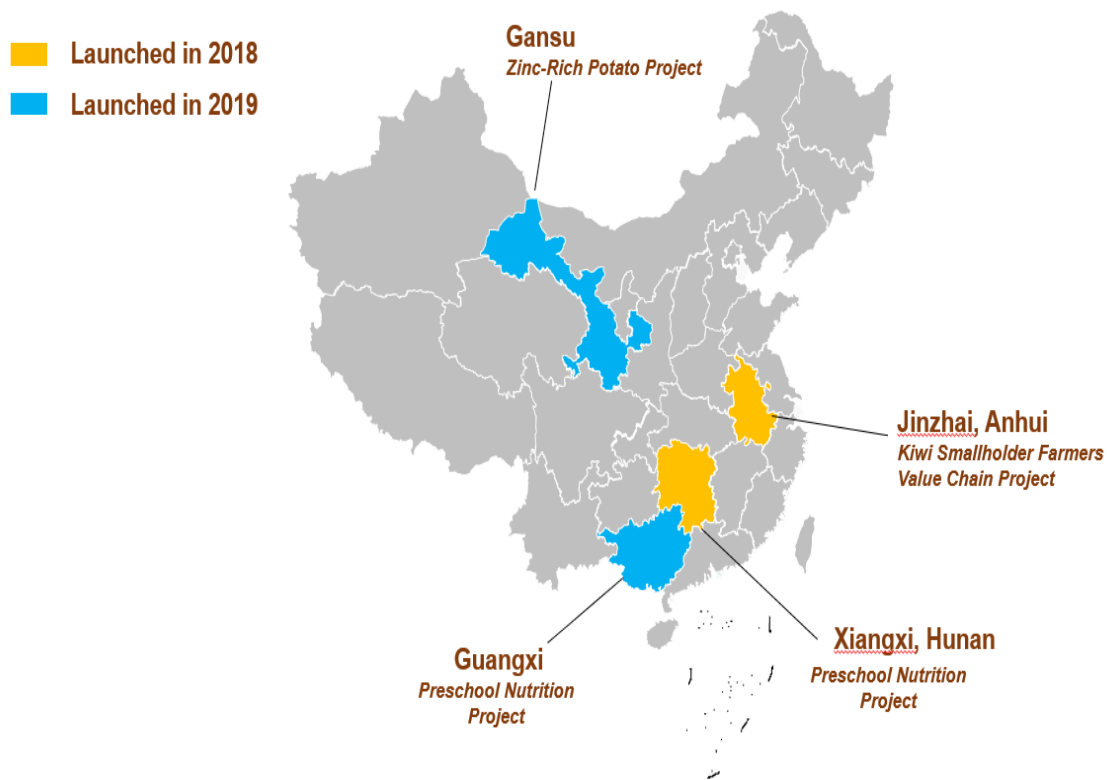 Launched in 2018
Launched in 2019
Gansu
Zinc-Rich Potato Project
Jinzhai, Anhui
Kiwi Smallholder Farmers
Value Chain Project
Xiangxi, Hunan
Preschool Nutrition
Project
Guangxi
Preschool Nutrition
Project